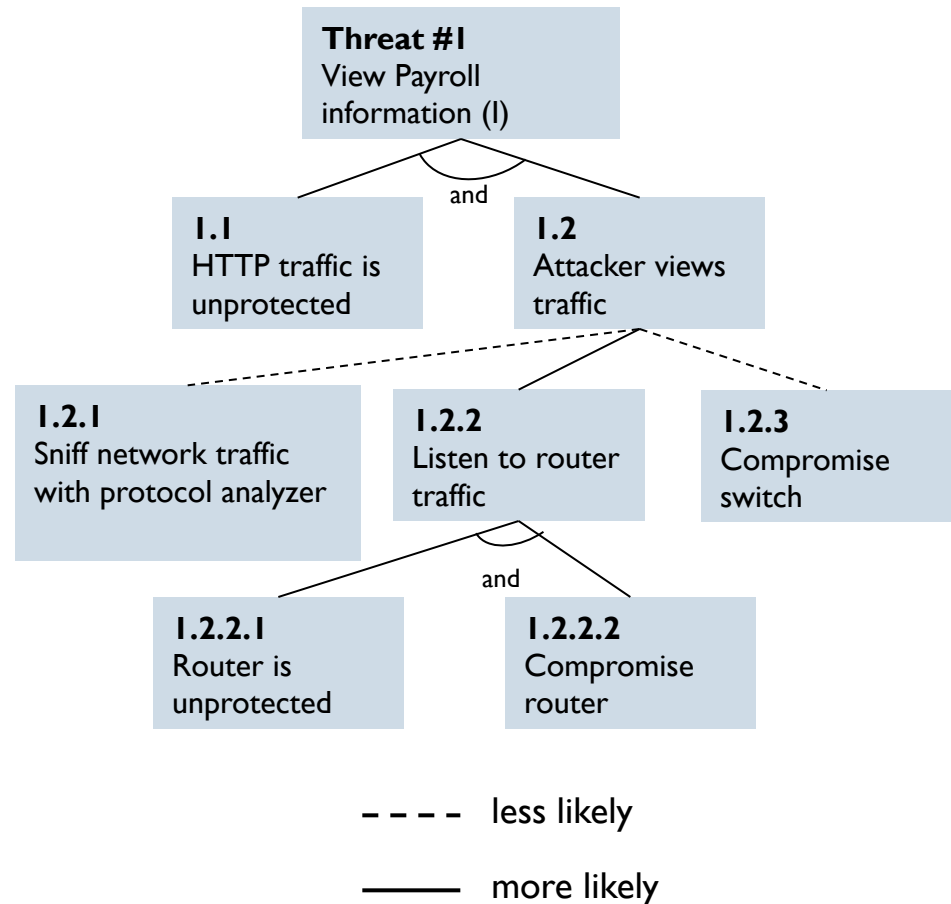 Threat #1
View Payroll
information (I)
and
1.1
HTTP traffic is
unprotected
1.2
Attacker views
traffic
1.2.1
Sniff network traffic
with protocol analyzer
1.2.2
Listen to router
traffic
1.2.3
Compromise
switch
and
1.2.2.1
Router is
unprotected
1.2.2.2
Compromise
router
less likely
more likely